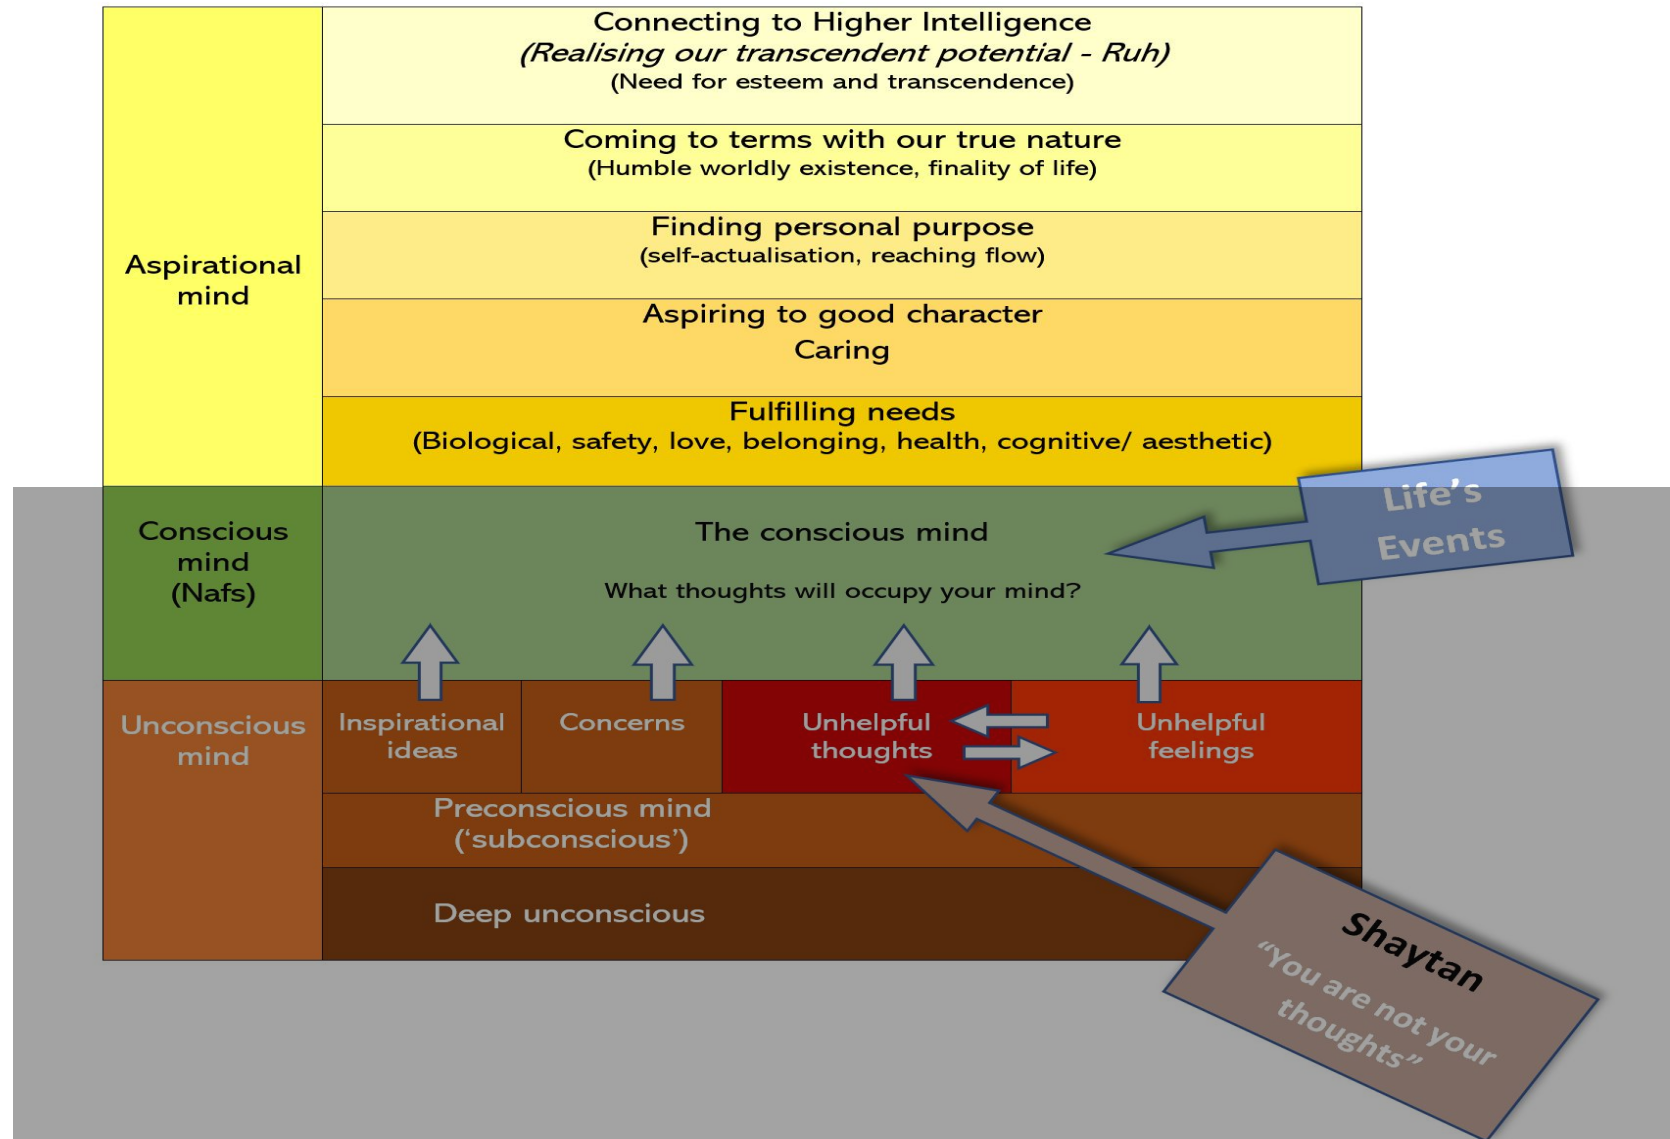 Connecting to Higher Intelligence
(Realising our transcendent potential - Ruh)
(Need for esteem and transcendence)
Coming to terms with our true nature
(Humble worldly existence, finality of life)
Finding personal purpose
(self-actualisation, reaching flow)
Aspirational
mind
Aspiring to good character
Caring
Fulfilling needs
(Biological, safety, love, belonging, health, cognitive/ aesthetic)
Life's
Events
Conscious
mind
(Nafs)
The conscious mind
What thoughts will occupy your mind?
Unconscious
mind
Inspirational
ideas
Concerns
Unhelpful
thoughts
Unhelpful
feelings
Preconscious mind
(‘subconscious’)
Deep unconscious
Shaytan
“You are not your
thoughts”